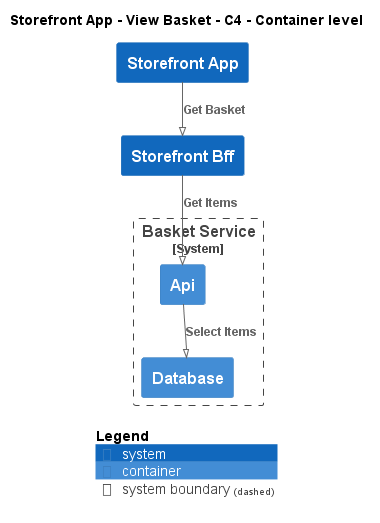 Storefront App - View Basket - C4 - Container level
Storefront App
Get Basket
Storefront Bff
Get Items
Basket Service
[System]
Api
Select Items
Database
Legend
system
container
system boundary (dashed)